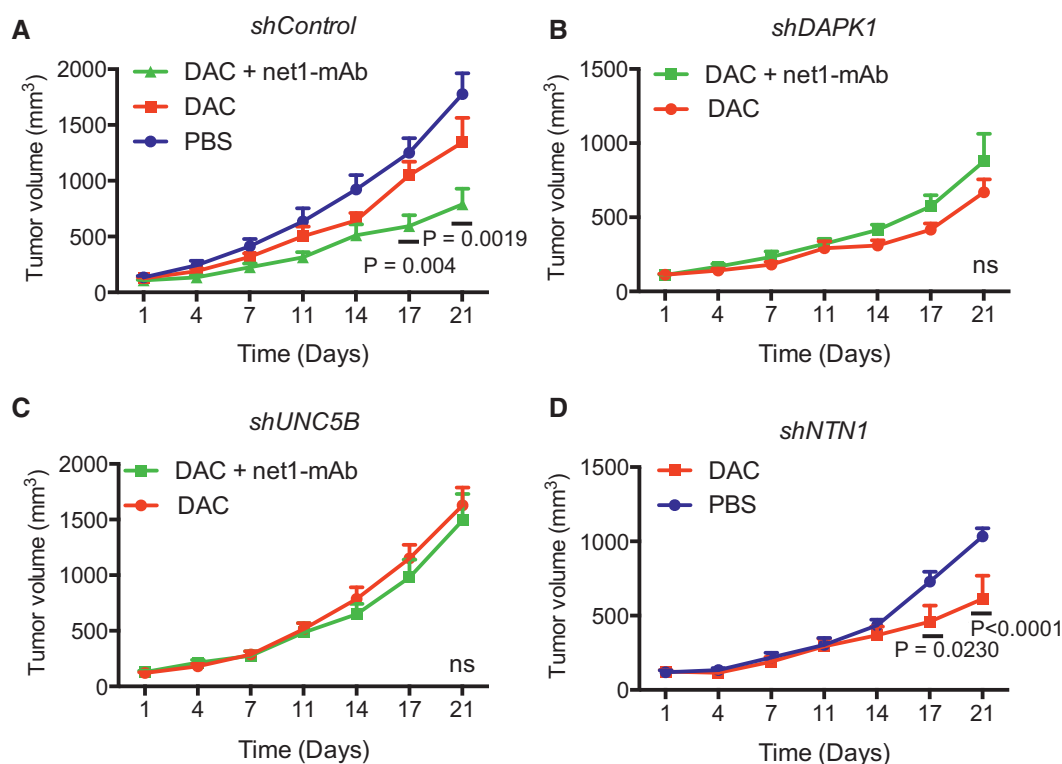 A
shControl
DAC + net1-mAb
DAC
PBS
Tumor volume (mm³)
2000
1500
1000
500
0
P = 0.0019
P = 0.004
1 4 7 11 14 17 21
Time (Days)
B
shDAPK1
DAC + net1-mAb
DAC
Tumor volume (mm³)
1500
1000
500
0
ns
1 4 7 11 14 17 21
Time (Days)
C
shUNC5B
DAC + net1-mAb
DAC
Tumor volume (mm³)
2000
1500
1000
500
0
ns
1 4 7 11 14 17 21
Time (Days)
D
shNTN1
DAC
PBS
Tumor volume (mm³)
1500
1000
500
0
P<0.0001
P = 0.0230
1 4 7 11 14 17 21
Time (Days)